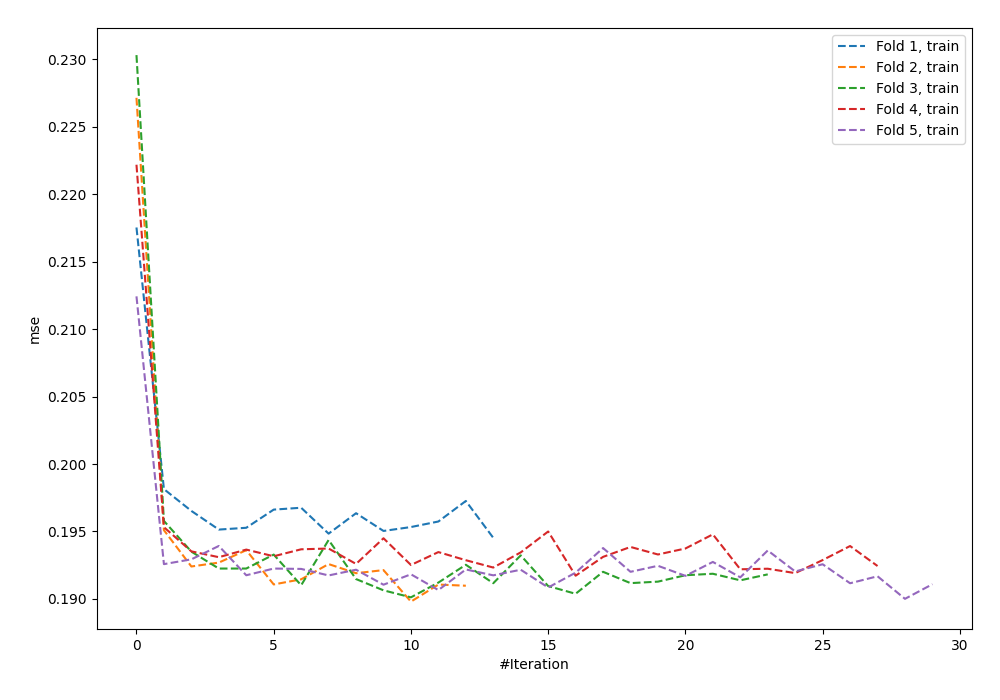 Fold 1, train
Fold 2, train
Fold 3, train
Fold 4, train
Fold 5, train
0.230
0.225
0.220
0.215
0.210
0.205
0.200
0.195
0.190
mse
0 5 10 15 20 25 30
#Iteration